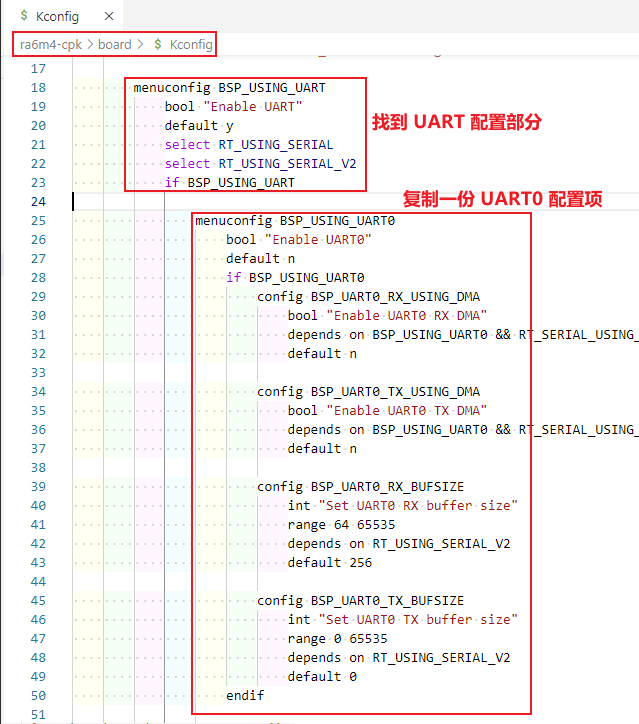 $ Kconfig ×
ra6m4-cpk > board > $ Kconfig
17
18 menuconfig BSP_USING_UART
19 bool "Enable UART"
20 default y
21 select RT_USING_SERIAL
22 select RT_USING_SERIAL_V2
23 if BSP_USING_UART
找到 UART 配置部分
24
复制一份 UART0 配置项
25 menuconfig BSP_USING_UART0
26 bool "Enable UART0"
27 default n
28 if BSP_USING_UART0
29 config BSP_UART0_RX_USING_DMA
30 bool "Enable UART0 RX DMA"
31 depends on BSP_USING_UART0 && RT_SERIAL_USING_
32 default n
33
34 config BSP_UART0_TX_USING_DMA
35 bool "Enable UART0 TX DMA"
36 depends on BSP_USING_UART0 && RT_SERIAL_USING_
37 default n
38
39 config BSP_UART0_RX_BUFSIZE
40 int "Set UART0 RX buffer size"
41 range 64 65535
42 depends on RT_USING_SERIAL_V2
43 default 256
44
45 config BSP_UART0_TX_BUFSIZE
46 int "Set UART0 TX buffer size"
47 range 0 65535
48 depends on RT_USING_SERIAL_V2
49 default 0
50 endif
51